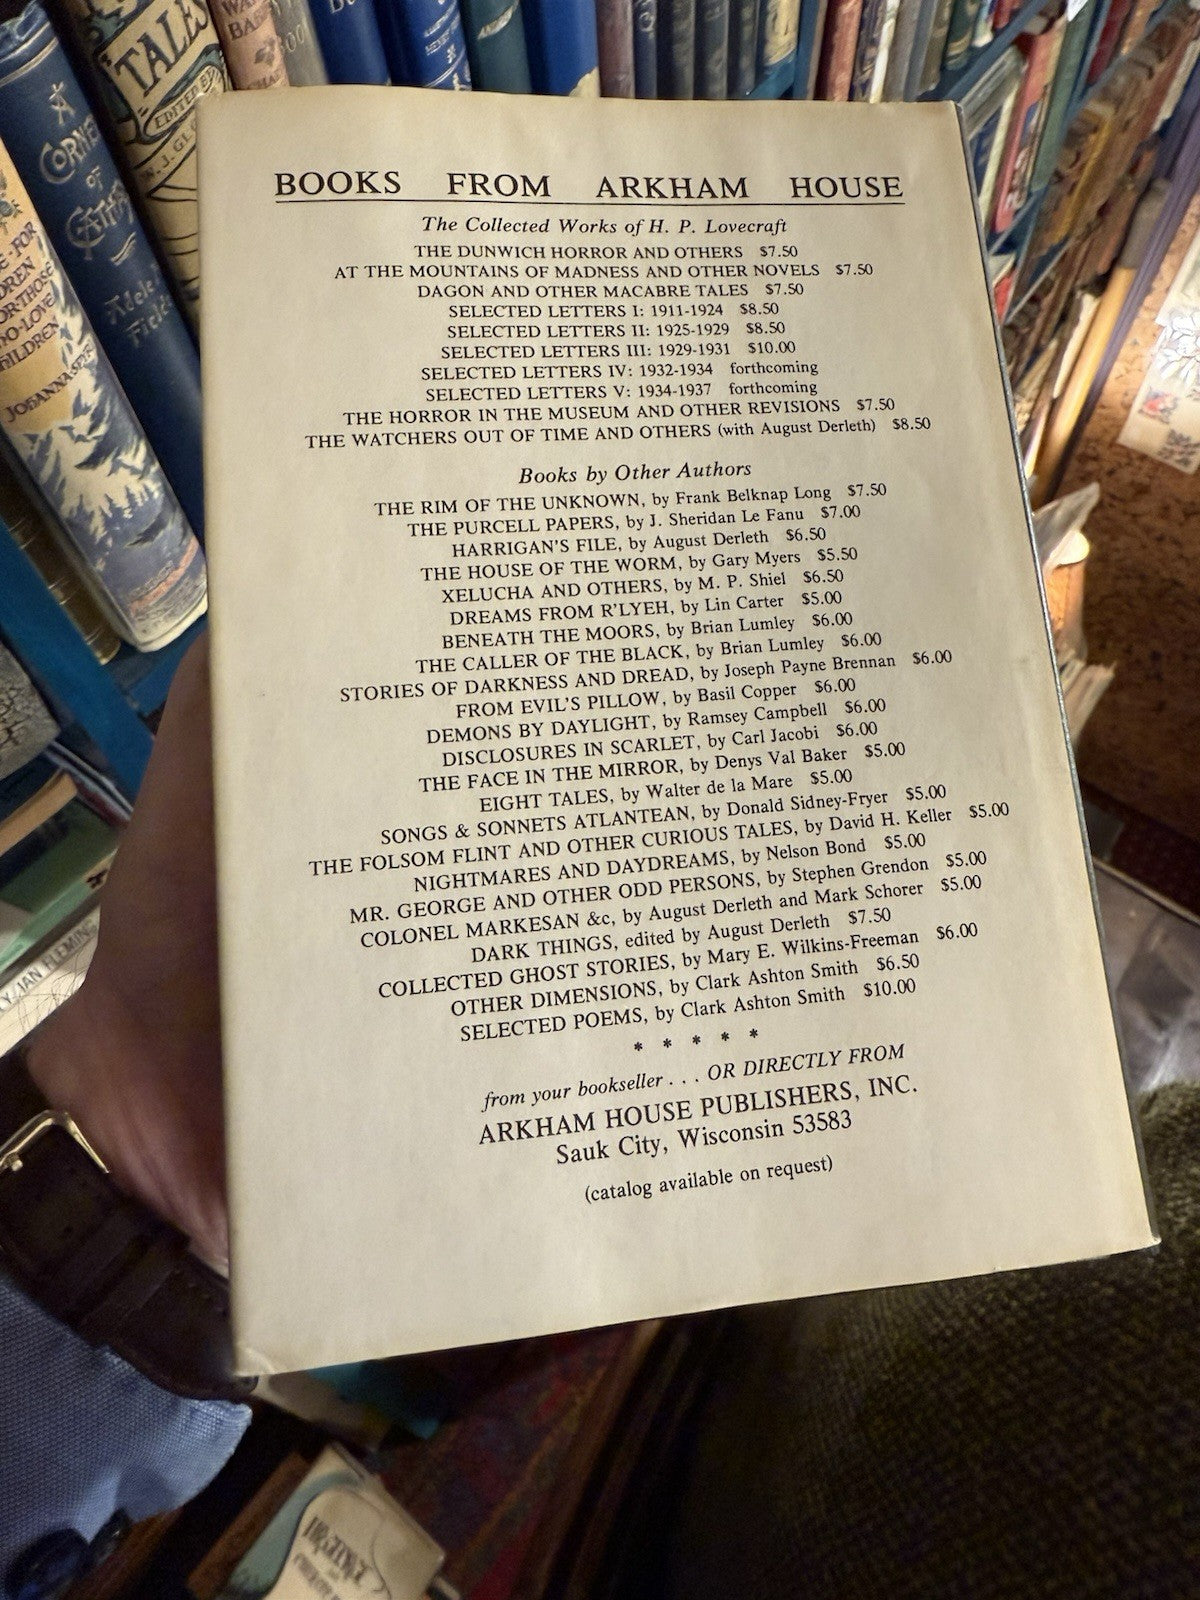 BOOKS FROM ARKHAM HOUSE
The Collected Works of H. P. Lovecraft
THE DUNWICH HORROR AND OTHERS $7.50
AT THE MOUNTAINS OF MADNESS AND OTHER NOVELS $7.50
DAGON AND OTHER MACABRE TALES $7.50
SELECTED LETTERS I: 1911-1924 $8.50
SELECTED LETTERS II: 1925-1929 $8.50
SELECTED LETTERS III: 1929-1931 $10.00
SELECTED LETTERS IV: 1932-1934 forthcoming
SELECTED LETTERS V: 1934-1937 forthcoming
THE HORROR IN THE MUSEUM AND OTHER REVISIONS $7.50
THE WATCHERS OUT OF TIME AND OTHERS (with August Derleth) $8.50
Books by Other Authors
THE RIM OF THE UNKNOWN, by Frank Belknap Long $7.50
THE PURCELL PAPERS, by J. Sheridan Le Fanu $7.00
HARRIGAN'S FILE, by August Derleth $6.50
THE HOUSE OF THE WORM, by Gary Myers $5.50
XELUCHA AND OTHERS, by M. P. Shiel $6.50
DREAMS FROM R'LYEH, by Lin Carter $5.00
BENEATH THE MOORS, by Brian Lumley $6.00
THE CALLER OF THE BLACK, by Brian Lumley $6.00
STORIES OF DARKNESS AND DREAD, by Joseph Payne Brennan $6.00
FROM EVIL'S PILLOW, by Basil Copper $6.00
DEMONS BY DAYLIGHT, by Ramsey Campbell $6.00
DISCLOSURES IN SCARLET, by Carl Jacobi $6.00
THE FACE IN THE MIRROR, by Denys Val Baker $5.00
EIGHT TALES, by Walter de la Mare $5.00
SONGS & SONNETS ATLANTEAN, by Donald Sidney-Fryer $5.00
THE FOLSOM FLINT AND OTHER CURIOUS TALES, by David H. Keller $5.00
NIGHTMARES AND DAYDREAMS, by Nelson Bond $5.00
MR. GEORGE AND OTHER ODD PERSONS, by Stephen Grendon $5.00
COLONEL MARKESAN &c, by August Derleth and Mark Schorer $5.00
DARK THINGS, edited by August Derleth $7.50
COLLECTED GHOST STORIES, by Mary E. Wilkins-Freeman $6.00
OTHER DIMENSIONS, by Clark Ashton Smith $6.50
SELECTED POEMS, by Clark Ashton Smith $10.00
* * * * *
from your bookseller . . . OR DIRECTLY FROM
ARKHAM HOUSE PUBLISHERS, INC.
Sauk City, Wisconsin 53583
(catalog available on request)
A
CORNER
OF
CATHAY
Adele
Fielde
TALES
EDITED BY
JOHANNA SPYRI
IAN FLEMING